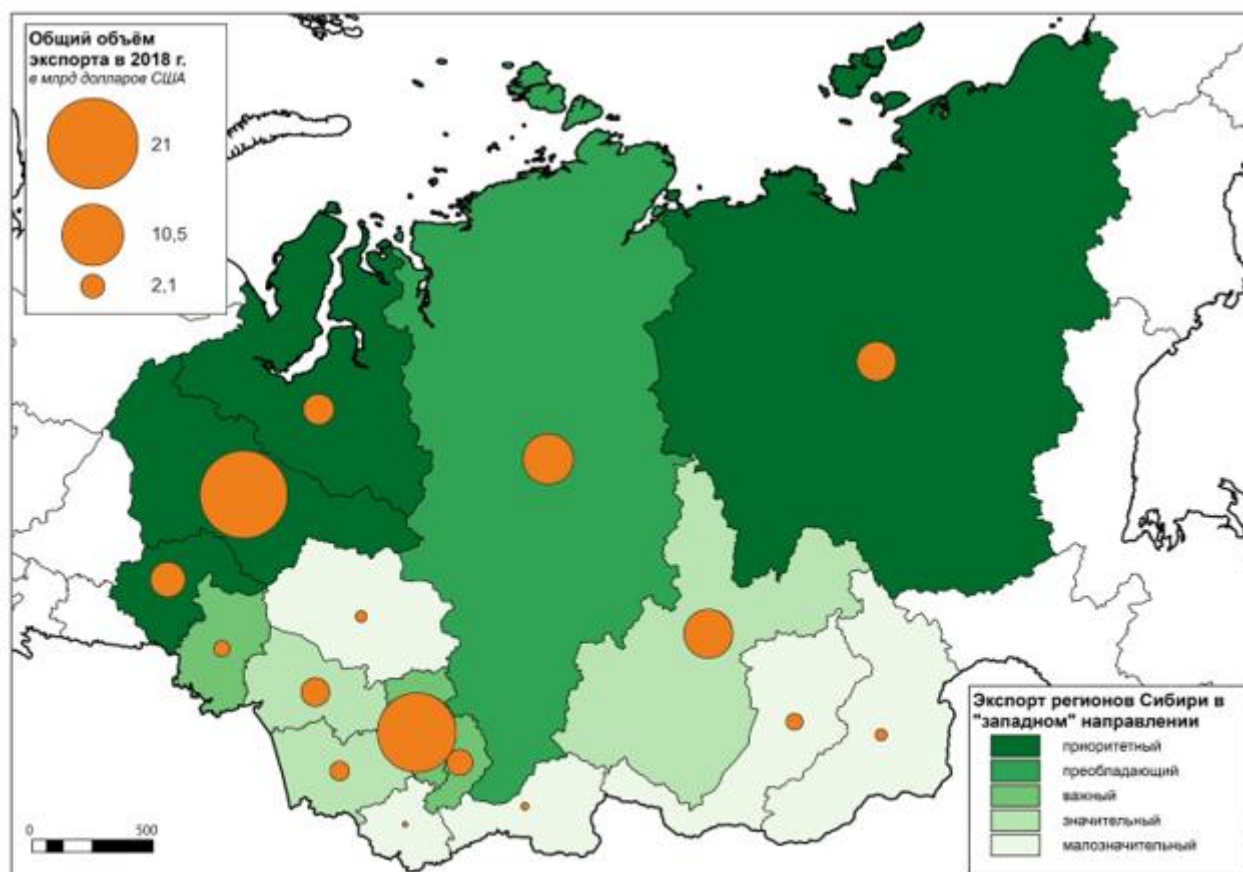 Общий объём
экспорта в 2018 г.
в млрд долларов США
21
10,5
2,1
0 500
Экспорт регионов Сибири в
"западном" направлении
приоритетный
преобладающий
важный
значительный
малозначительный